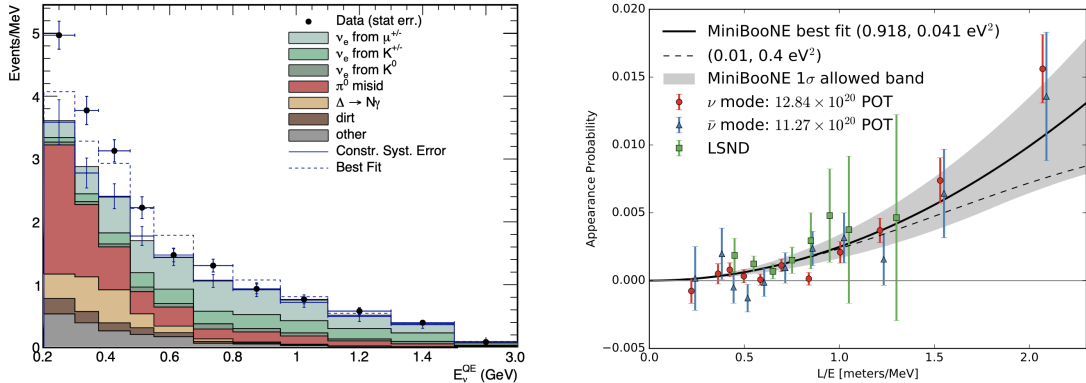 Events/MeV
5
4
3
2
1
0
Data (stat err.)
νe from μ+/-
νe from K+/-
νe from K0
π0 misid
Δ → Nγ
dirt
other
Constr. Syst. Error
Best Fit
0.2 0.4 0.6 0.8 1 1.2 1.4 3.0
EνQE (GeV)
Appearance Probability
0.015
0.010
0.005
0.000
−0.005
MiniBooNE best fit (0.918, 0.041 eV2)
(0.01, 0.4 eV2)
MiniBooNE 1σ allowed band
ν mode: 12.84 × 1020 POT
ν̄ mode: 11.27 × 1020 POT
LSND
0.0 0.5 1.0 1.5 2.0
L/E [meters/MeV]